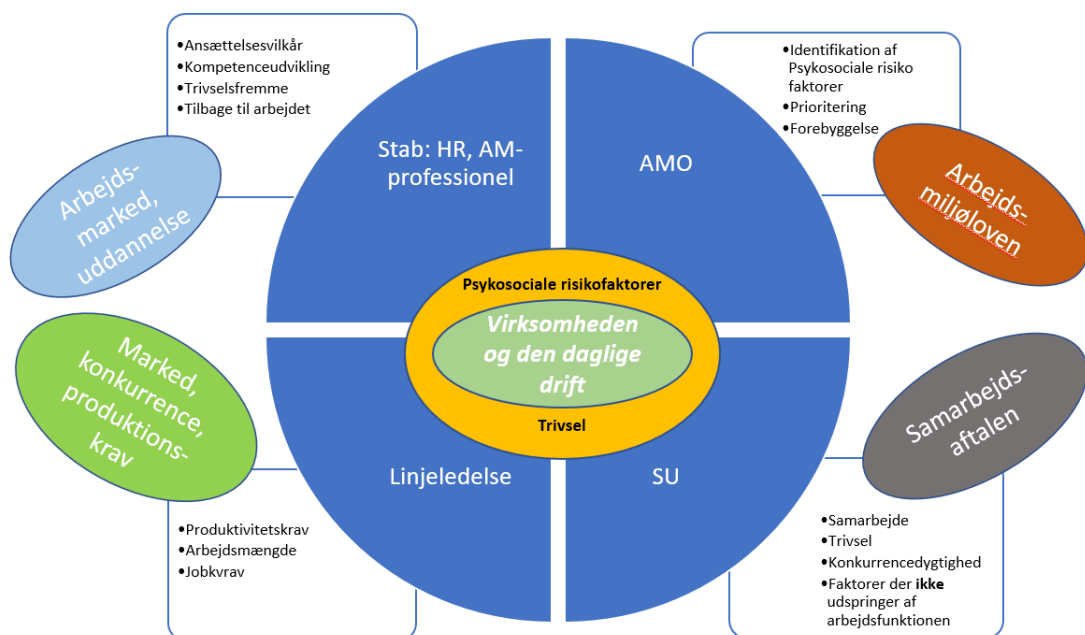 •Ansættelsesvilkår
•Kompetenceudvikling
•Trivselsfremme
•Tilbage til arbejdet
Arbejds-
marked,
uddannelse
Stab: HR, AM-
professionel
AMO
•Identifikation af
Psykosociale risiko
faktorer
•Prioritering
•Forebyggelse
Arbejds-
miljøloven
Psykosociale risikofaktorer
Virksomheden
og den daglige
drift
Trivsel
Marked,
konkurrence,
produktions-
krav
Linjeledelse
•Produktivitetskrav
•Arbejdsmængde
•Jobkvrav
SU
Samarbejds-
aftalen
•Samarbejde
•Trivsel
•Konkurrencedygtighed
•Faktorer der ikke
udspringer af
arbejdsfunktionen